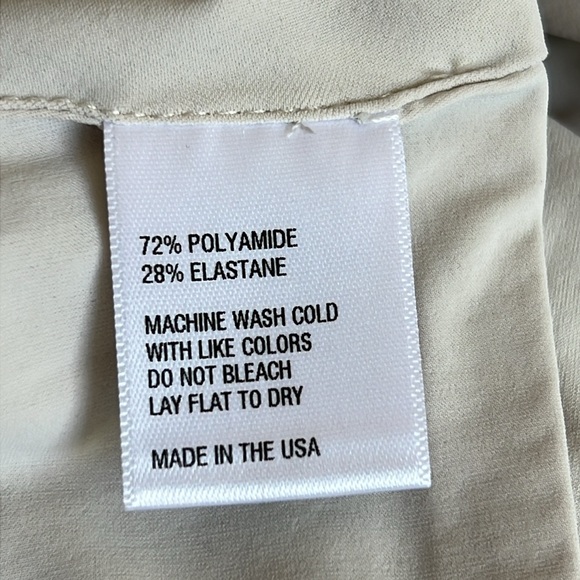 72% POLYAMIDE
28% ELASTANE
MACHINE WASH COLD
WITH LIKE COLORS
DO NOT BLEACH
LAY FLAT TO DRY
MADE IN THE USA